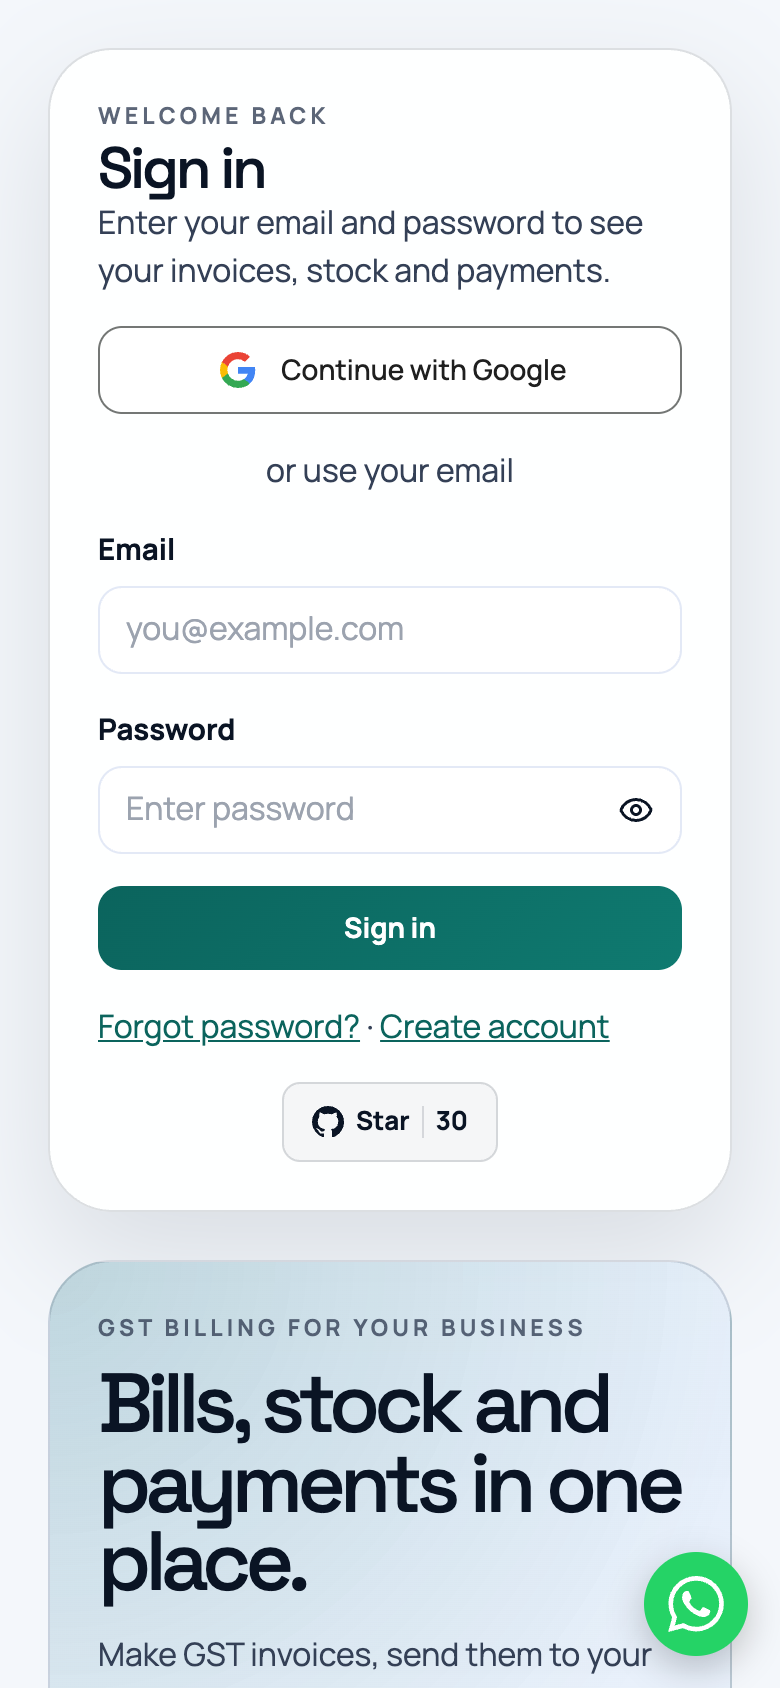 WELCOME BACK
Sign in
Enter your email and password to see
your invoices, stock and payments.
Continue with Google
or use your email
Email
you@example.com
Password
Enter password
Sign in
Forgot password? · Create account
Star 30
GST BILLING FOR YOUR BUSINESS
Bills, stock and
payments in one
place.
Make GST invoices, send them to your